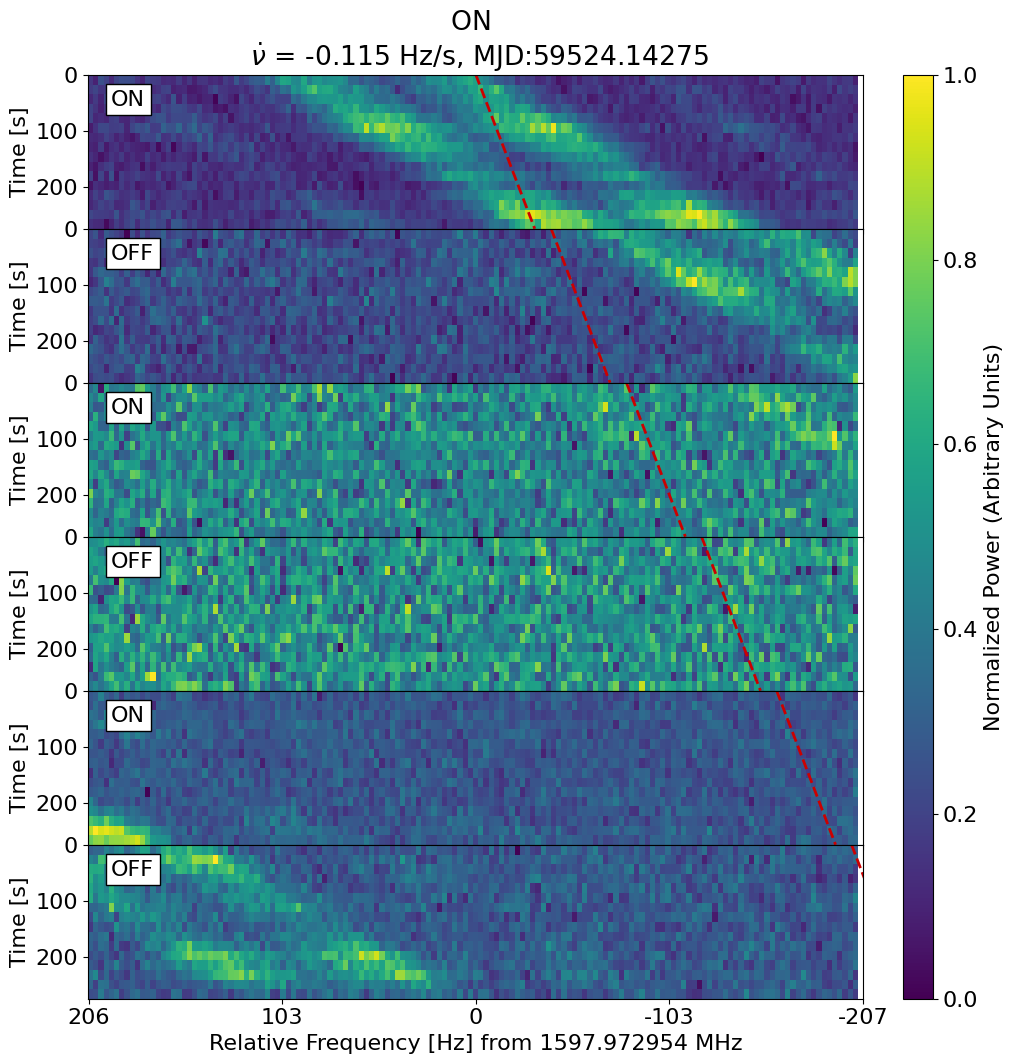 ON
ν̇ = -0.115 Hz/s, MJD:59524.14275
0
ON
100
200
Time [s]
0
OFF
100
200
Time [s]
0
ON
100
200
Time [s]
0
OFF
100
200
Time [s]
0
ON
100
200
Time [s]
0
OFF
100
200
Time [s]
206
103
0
-103
-207
Relative Frequency [Hz] from 1597.972954 MHz
1.0
0.8
0.6
0.4
0.2
0.0
Normalized Power (Arbitrary Units)